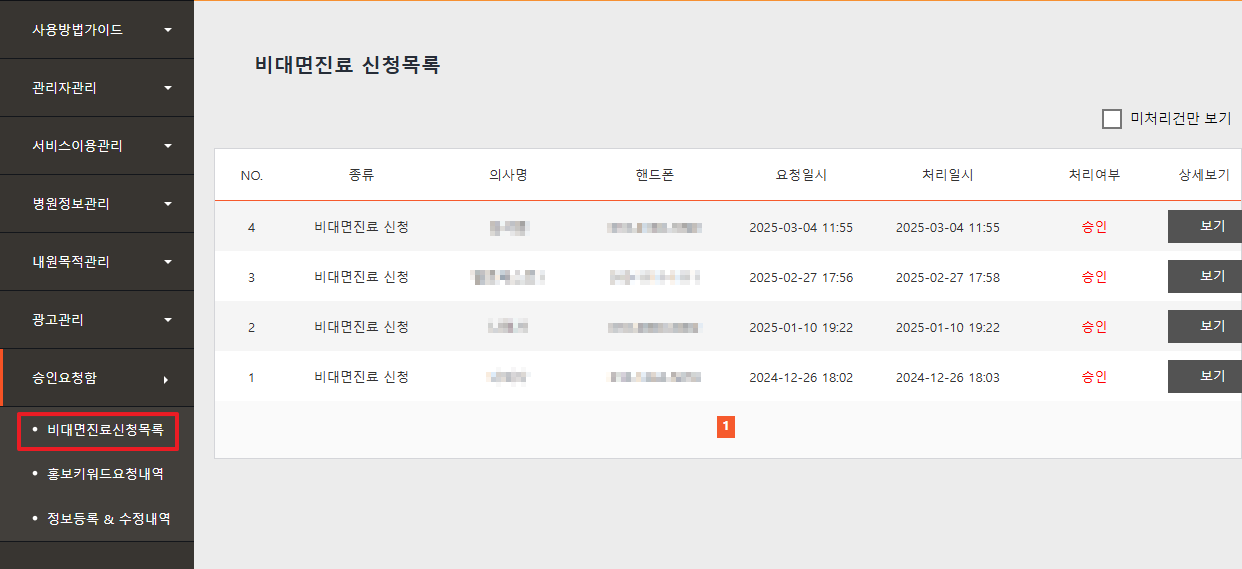 사용방법가이드
관리자관리
서비스이용관리
병원정보관리
내원목적관리
광고관리
승인요청함
• 비대면진료신청목록
• 홍보키워드요청내역
• 정보등록 & 수정내역
비대면진료 신청목록
미처리건만 보기
NO. 종류 의사명 핸드폰 요청일시 처리일시 처리여부 상세보기
4 비대면진료 신청 2025-03-04 11:55 2025-03-04 11:55 승인 보기
3 비대면진료 신청 2025-02-27 17:56 2025-02-27 17:58 승인 보기
2 비대면진료 신청 2025-01-10 19:22 2025-01-10 19:22 승인 보기
1 비대면진료 신청 2024-12-26 18:02 2024-12-26 18:03 승인 보기
1